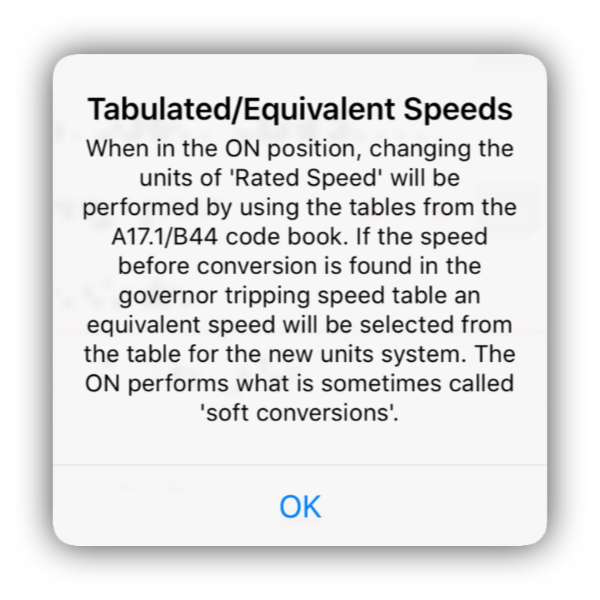 Tabulated/Equivalent Speeds
When in the ON position, changing the
units of 'Rated Speed' will be
performed by using the tables from the
A17.1/B44 code book. If the speed
before conversion is found in the
governor tripping speed table an
equivalent speed will be selected from
the table for the new units system. The
ON performs what is sometimes called
'soft conversions'.
OK